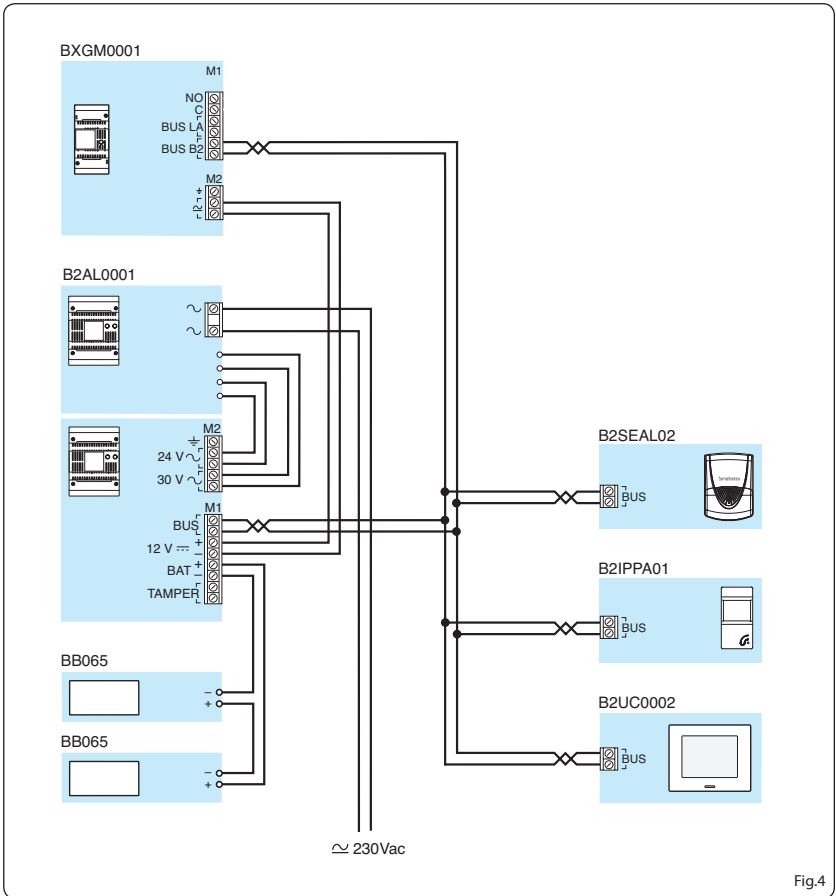 BXGM0001
M1
NO
C
BUS LA
BUS B2
M2
+
B2AL0001
M2
24 V
30 V
M1
BUS
+
12 V
−
+
BAT
−
TAMPER
BB065
−
+
BB065
−
+
230Vac
B2SEAL02
BUS
B2IPPA01
BUS
B2UC0002
BUS
Fig.4